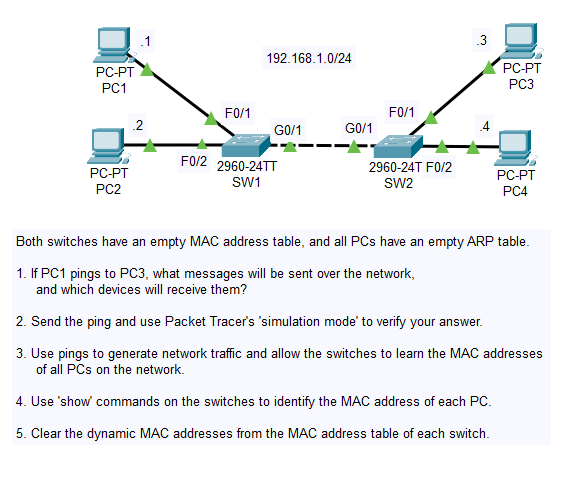 .1
192.168.1.0/24
.3
PC-PT
PC1
PC-PT
PC3
F0/1
F0/1
.2
G0/1
G0/1
.4
F0/2
2960-24TT
SW1
2960-24T F0/2
SW2
PC-PT
PC2
PC-PT
PC4
Both switches have an empty MAC address table, and all PCs have an empty ARP table.
1. If PC1 pings to PC3, what messages will be sent over the network,
and which devices will receive them?
2. Send the ping and use Packet Tracer's 'simulation mode' to verify your answer.
3. Use pings to generate network traffic and allow the switches to learn the MAC addresses
of all PCs on the network.
4. Use 'show' commands on the switches to identify the MAC address of each PC.
5. Clear the dynamic MAC addresses from the MAC address table of each switch.